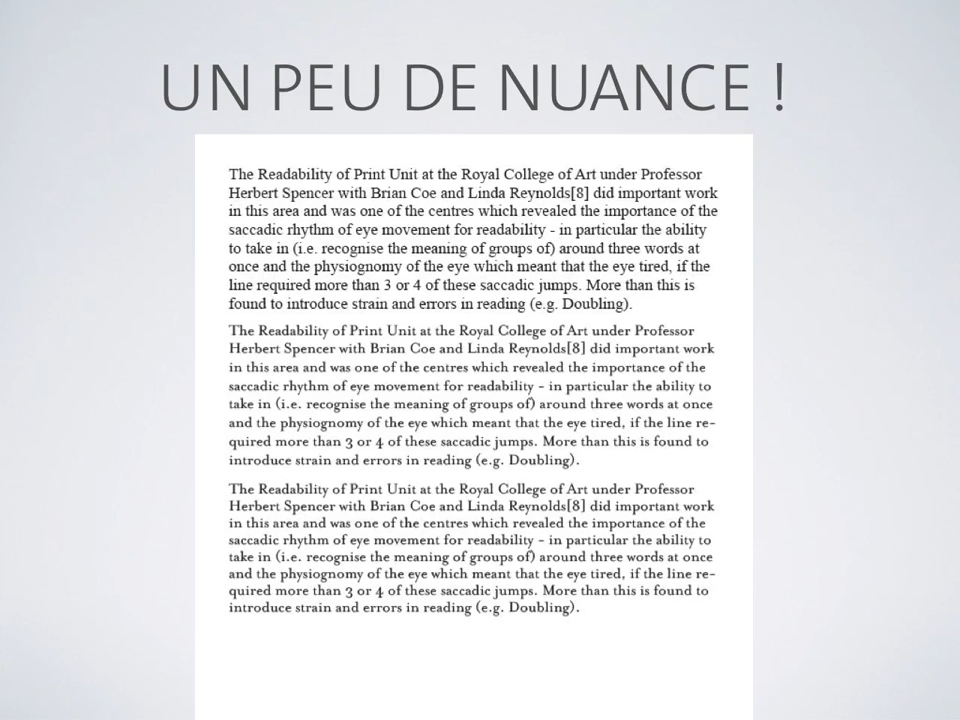 UN PEU DE NUANCE !
The Readability of Print Unit at the Royal College of Art under Professor
Herbert Spencer with Brian Coe and Linda Reynolds[8] did important work
in this area and was one of the centres which revealed the importance of the
saccadic rhythm of eye movement for readability - in particular the ability
to take in (i.e. recognise the meaning of groups of) around three words at
once and the physiognomy of the eye which meant that the eye tired, if the
line required more than 3 or 4 of these saccadic jumps. More than this is
found to introduce strain and errors in reading (e.g. Doubling).
The Readability of Print Unit at the Royal College of Art under Professor
Herbert Spencer with Brian Coe and Linda Reynolds[8] did important work
in this area and was one of the centres which revealed the importance of the
saccadic rhythm of eye movement for readability - in particular the ability to
take in (i.e. recognise the meaning of groups of) around three words at once
and the physiognomy of the eye which meant that the eye tired, if the line re-
quired more than 3 or 4 of these saccadic jumps. More than this is found to
introduce strain and errors in reading (e.g. Doubling).
The Readability of Print Unit at the Royal College of Art under Professor
Herbert Spencer with Brian Coe and Linda Reynolds[8] did important work
in this area and was one of the centres which revealed the importance of the
saccadic rhythm of eye movement for readability - in particular the ability to
take in (i.e. recognise the meaning of groups of) around three words at once
and the physiognomy of the eye which meant that the eye tired, if the line re-
quired more than 3 or 4 of these saccadic jumps. More than this is found to
introduce strain and errors in reading (e.g. Doubling).